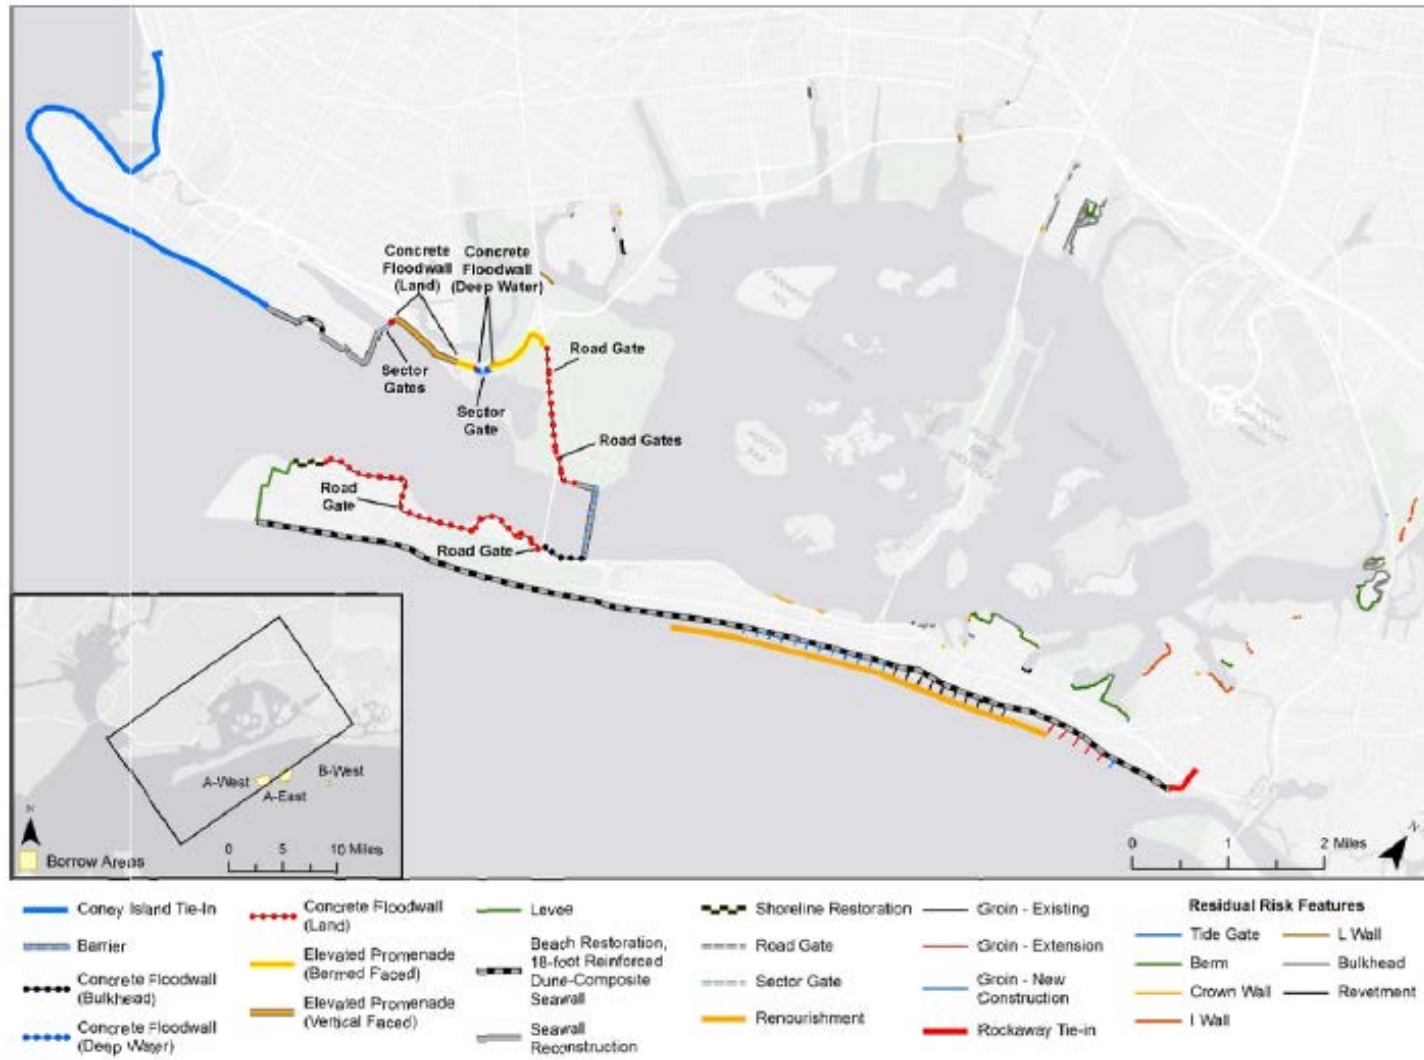 Concrete
Floodwall
(Land)
Concrete
Floodwall
(Deep Water)
Road Gate
Sector
Gates
Sector
Gate
Road Gates
Road
Gate
Road Gate
A-West
A-East
B-West
N
0 5 10 Miles
Borrow Areas
0 1 2 Miles
N
Coney Island Tie-In
Barrier
Concrete Floodwall
(Bulkhead)
Concrete Floodwall
(Deep Water)
Concrete Floodwall
(Land)
Elevated Promenade
(Bermed Faced)
Elevated Promenade
(Vertical Faced)
Levee
Beach Restoration,
18-foot Reinforced
Dune-Composite
Seawall
Seawall
Reconstruction
Shoreline Restoration
Road Gate
Sector Gate
Renourishment
Groin - Existing
Groin - Extension
Groin - New
Construction
Rockaway Tie-in
Residual Risk Features
Tide Gate
Berm
Crown Wall
I Wall
L Wall
Bulkhead
Revetment